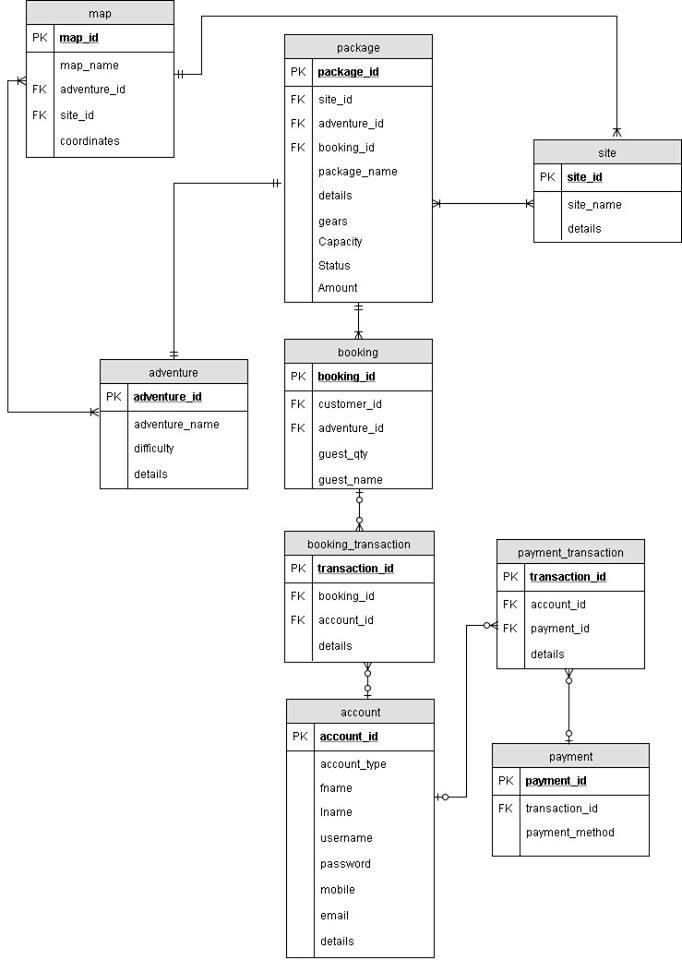 map
PK map_id
map_name
FK adventure_id
FK site_id
coordinates
package
PK package_id
FK site_id
FK adventure_id
FK booking_id
package_name
details
gears
Capacity
Status
Amount
site
PK site_id
site_name
details
adventure
PK adventure_id
adventure_name
difficulty
details
booking
PK booking_id
FK customer_id
FK adventure_id
guest_qty
guest_name
booking_transaction
PK transaction_id
FK booking_id
FK account_id
details
payment_transaction
PK transaction_id
FK account_id
FK payment_id
details
account
PK account_id
account_type
fname
lname
username
password
mobile
email
details
payment
PK payment_id
FK transaction_id
payment_method